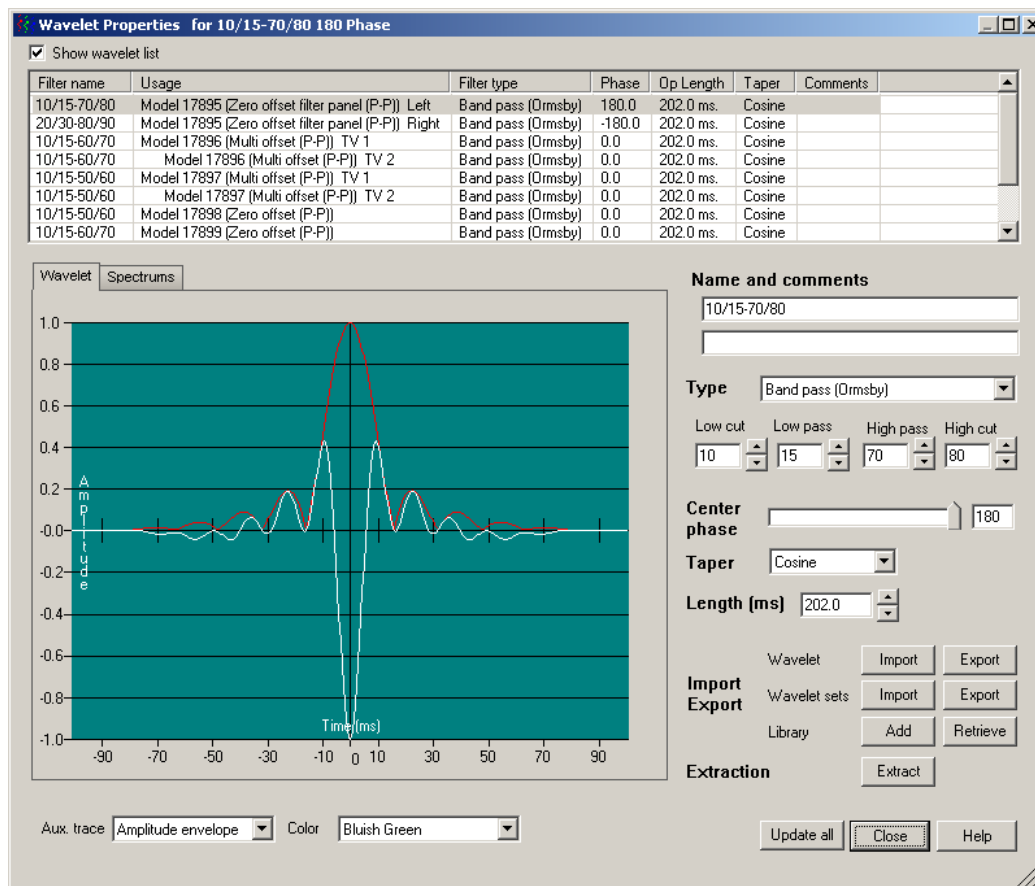 Wavelet Properties for 10/15-70/80 180 Phase
Show wavelet list
Filter name Usage Filter type Phase Op Length Taper Comments
10/15-70/80 Model 17895 (Zero offset filter panel (P-P)) Left Band pass (Ormsby) 180.0 202.0 ms. Cosine
20/30-80/90 Model 17895 (Zero offset filter panel (P-P)) Right Band pass (Ormsby) -180.0 202.0 ms. Cosine
10/15-60/70 Model 17896 (Multi offset (P-P)) TV 1 Band pass (Ormsby) 0.0 202.0 ms. Cosine
10/15-60/70 Model 17896 (Multi offset (P-P)) TV 2 Band pass (Ormsby) 0.0 202.0 ms. Cosine
10/15-50/60 Model 17897 (Multi offset (P-P)) TV 1 Band pass (Ormsby) 0.0 202.0 ms. Cosine
10/15-50/60 Model 17897 (Multi offset (P-P)) TV 2 Band pass (Ormsby) 0.0 202.0 ms. Cosine
10/15-50/60 Model 17898 (Zero offset (P-P)) Band pass (Ormsby) 0.0 202.0 ms. Cosine
10/15-60/70 Model 17899 (Zero offset (P-P)) Band pass (Ormsby) 0.0 202.0 ms. Cosine
Wavelet Spectrums
1.0
0.8
0.6
0.4
0.2
-0.0
-0.2
-0.4
-0.6
-0.8
-1.0
Amplitude
Time (ms)
-90 -70 -50 -30 -10 0 10 30 50 70 90
Aux. trace Amplitude envelope Color Bluish Green
Name and comments
10/15-70/80
Type Band pass (Ormsby)
Low cut Low pass High pass High cut
10 15 70 80
Center phase 180
Taper Cosine
Length (ms) 202.0
Import Export
Wavelet Import Export
Wavelet sets Import Export
Library Add Retrieve
Extraction Extract
Update all Close Help